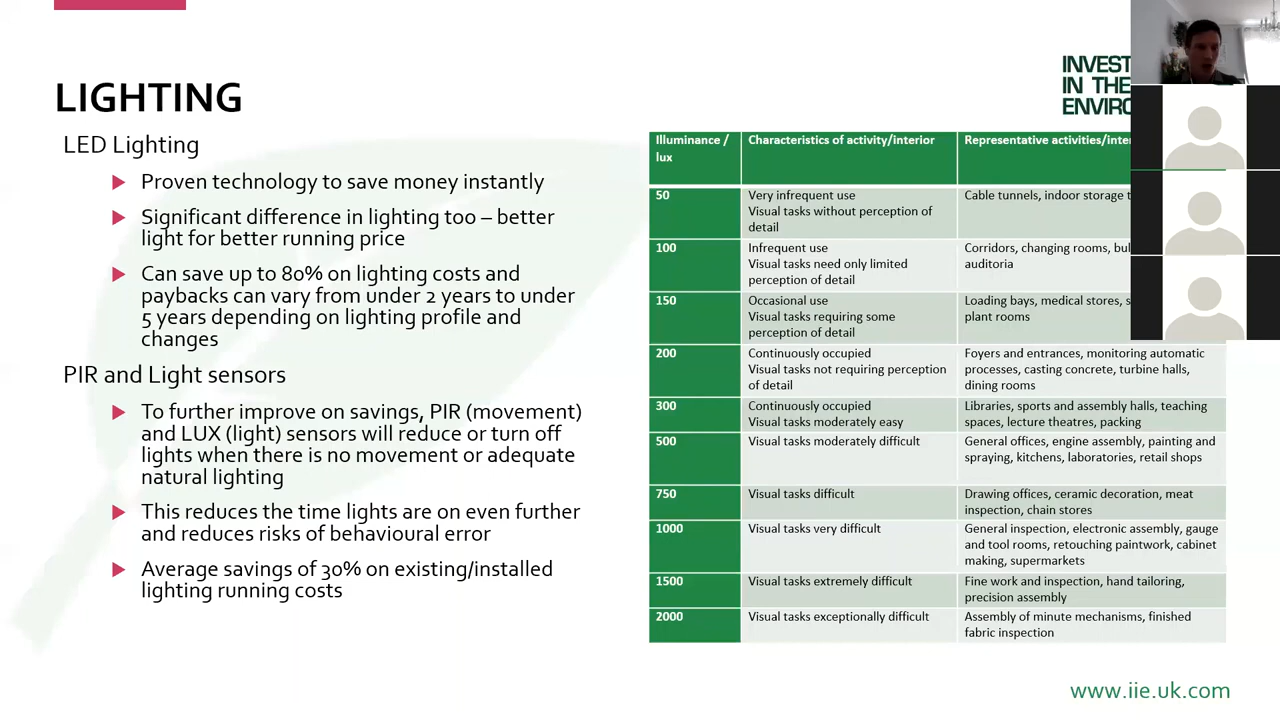 LIGHTING
INVEST
IN THE
ENVIRO
LED Lighting
Proven technology to save money instantly
Significant difference in lighting too – better
light for better running price
Can save up to 80% on lighting costs and
paybacks can vary from under 2 years to under
5 years depending on lighting profile and
changes
PIR and Light sensors
To further improve on savings, PIR (movement)
and LUX (light) sensors will reduce or turn off
lights when there is no movement or adequate
natural lighting
This reduces the time lights are on even further
and reduces risks of behavioural error
Average savings of 30% on existing/installed
lighting running costs
Illuminance /
lux
Characteristics of activity/interior
Representative activities/inter
50
Very infrequent use
Visual tasks without perception of
detail
Cable tunnels, indoor storage
100
Infrequent use
Visual tasks need only limited
perception of detail
Corridors, changing rooms,
auditoria
150
Occasional use
Visual tasks requiring some
perception of detail
Loading bays, medical stores,
plant rooms
200
Continuously occupied
Visual tasks not requiring perception
of detail
Foyers and entrances, monitoring automatic
processes, casting concrete, turbine halls,
dining rooms
300
Continuously occupied
Visual tasks moderately easy
Libraries, sports and assembly halls, teaching
spaces, lecture theatres, packing
500
Visual tasks moderately difficult
General offices, engine assembly, painting and
spraying, kitchens, laboratories, retail shops
750
Visual tasks difficult
Drawing offices, ceramic decoration, meat
inspection, chain stores
1000
Visual tasks very difficult
General inspection, electronic assembly, gauge
and tool rooms, retouching paintwork, cabinet
making, supermarkets
1500
Visual tasks extremely difficult
Fine work and inspection, hand tailoring,
precision assembly
2000
Visual tasks exceptionally difficult
Assembly of minute mechanisms, finished
fabric inspection
www.iie.uk.com